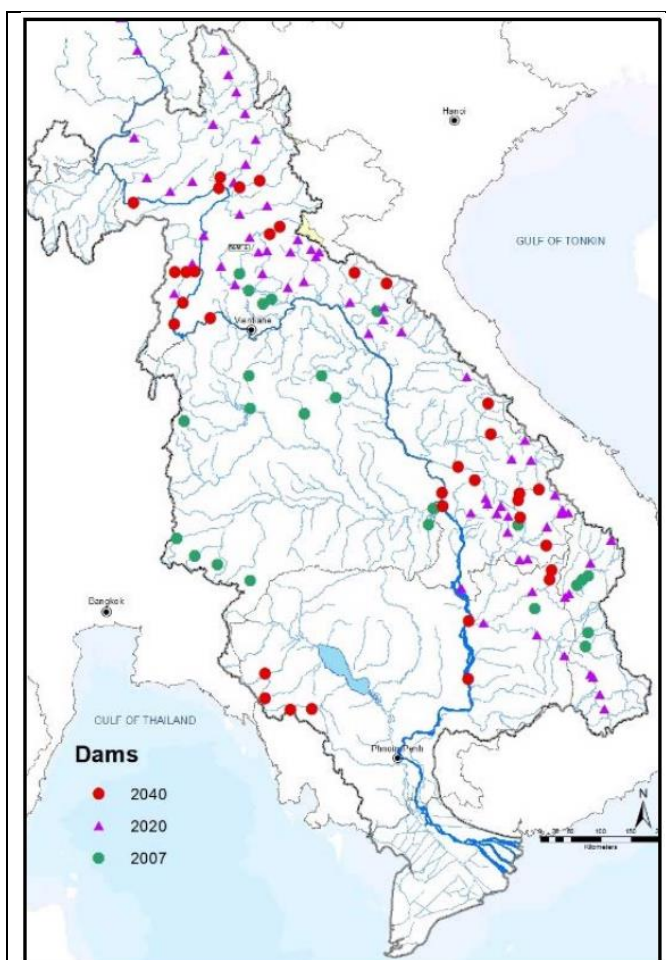 Hanoi
GULF OF TONKIN
Vientiane
Bangkok
GULF OF THAILAND
Phnom Penh
Dams
2040
2020
2007
N
Kilometers